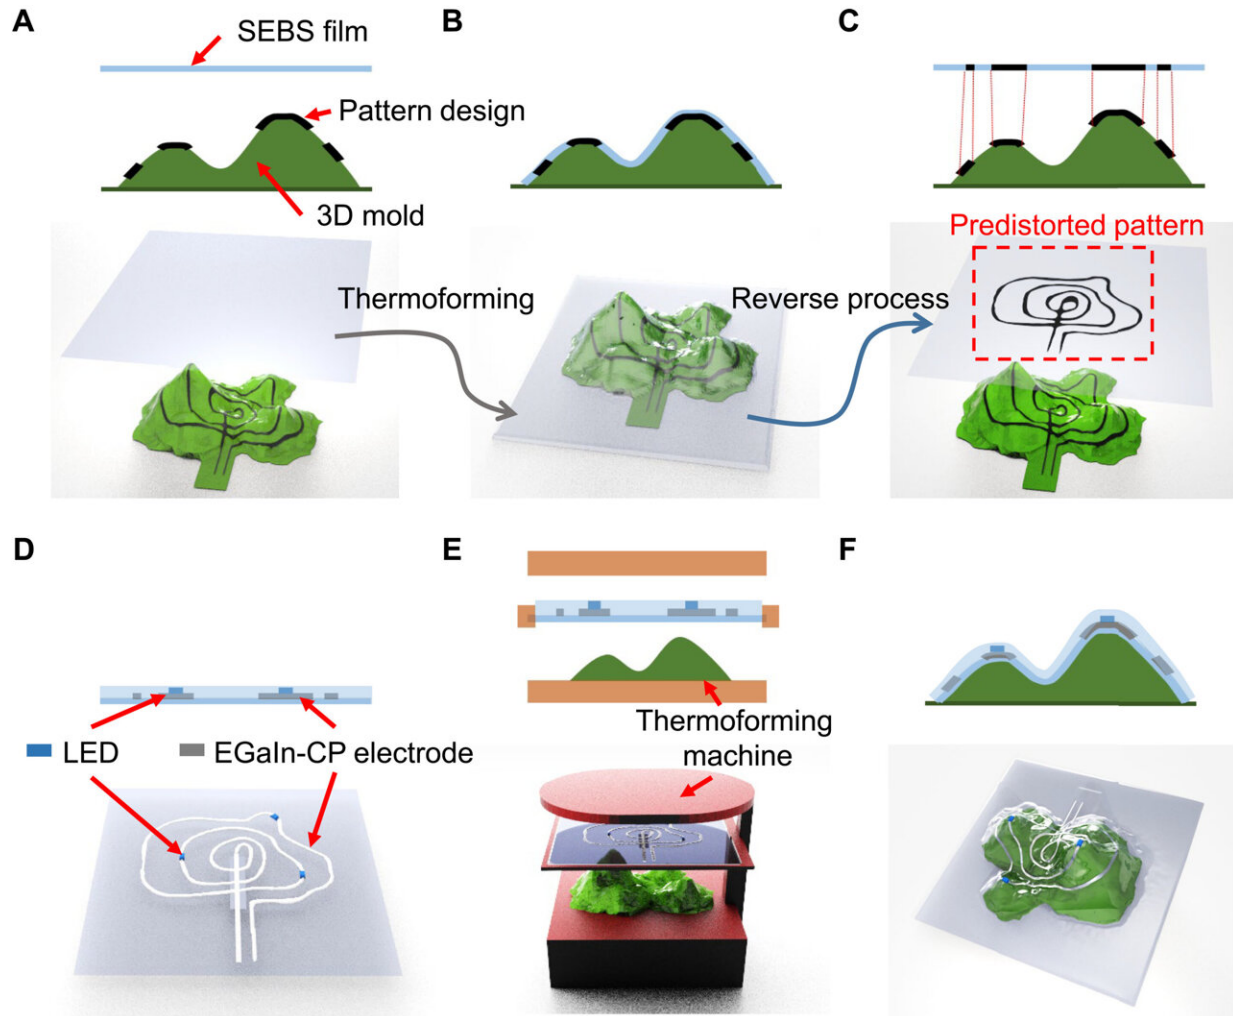 A
SEBS film
Pattern design
3D mold
B
C
Predistorted pattern
Thermoforming
Reverse process
D
LED
EGaIn-CP electrode
E
Thermoforming
machine
F